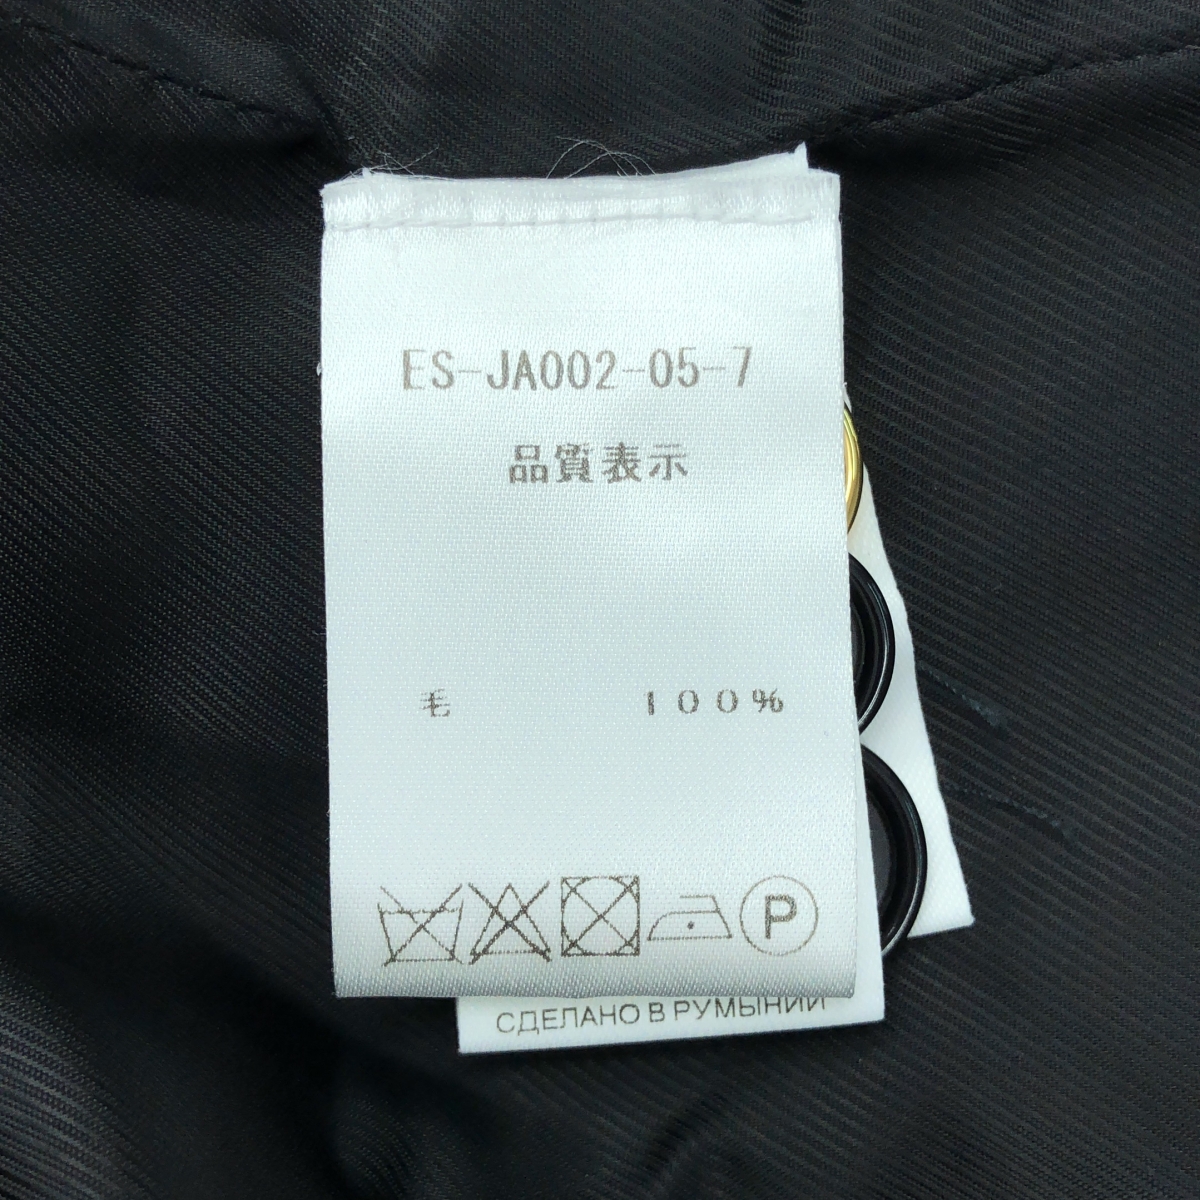 ES-JA002-05-7
品質表示
毛 100%
P
СДЕЛАНО В РУМЫНИИ